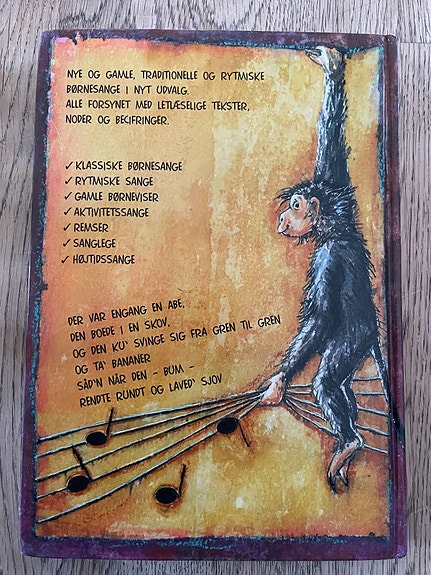 NYE OG GAMLE, TRADITIONELLE OG RYTMISKE
BØRNESANGE I NYT UDVALG.
ALLE FORSYNET MED LETLÆSELIGE TEKSTER,
NODER OG BECIFRINGER.
✓ KLASSISKE BØRNESANGE
✓ RYTMISKE SANGE
✓ GAMLE BØRNEVISER
✓ AKTIVITETSSANGE
✓ REMSER
✓ SANGLEGE
✓ HØJTIDSSANGE
DER VAR ENGANG EN ABE,
DEN BOEDE I EN SKOV,
OG DEN KU' SVINGE SIG FRA GREN TIL GREN
OG TA' BANANER
SÅD'N NÅR DEN - BUM -
RENDTE RUNDT OG LAVED' SJOV